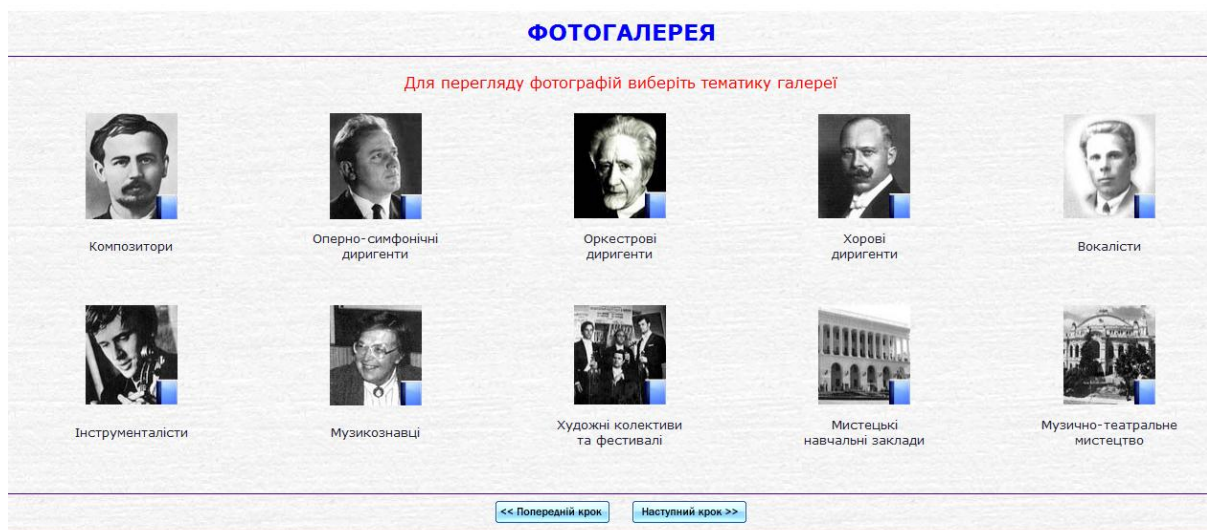 ФОТОГАЛЕРЕЯ
Для перегляду фотографій виберіть тематику галереї
Композитори
Оперно-симфонічні
диригенти
Оркестрові
диригенти
Хорові
диригенти
Вокалісти
Інструменталісти
Музикознавці
Художні колективи
та фестивалі
Мистецькі
навчальні заклади
Музично-театральне
мистецтво
<< Попередній крок
Наступний крок >>